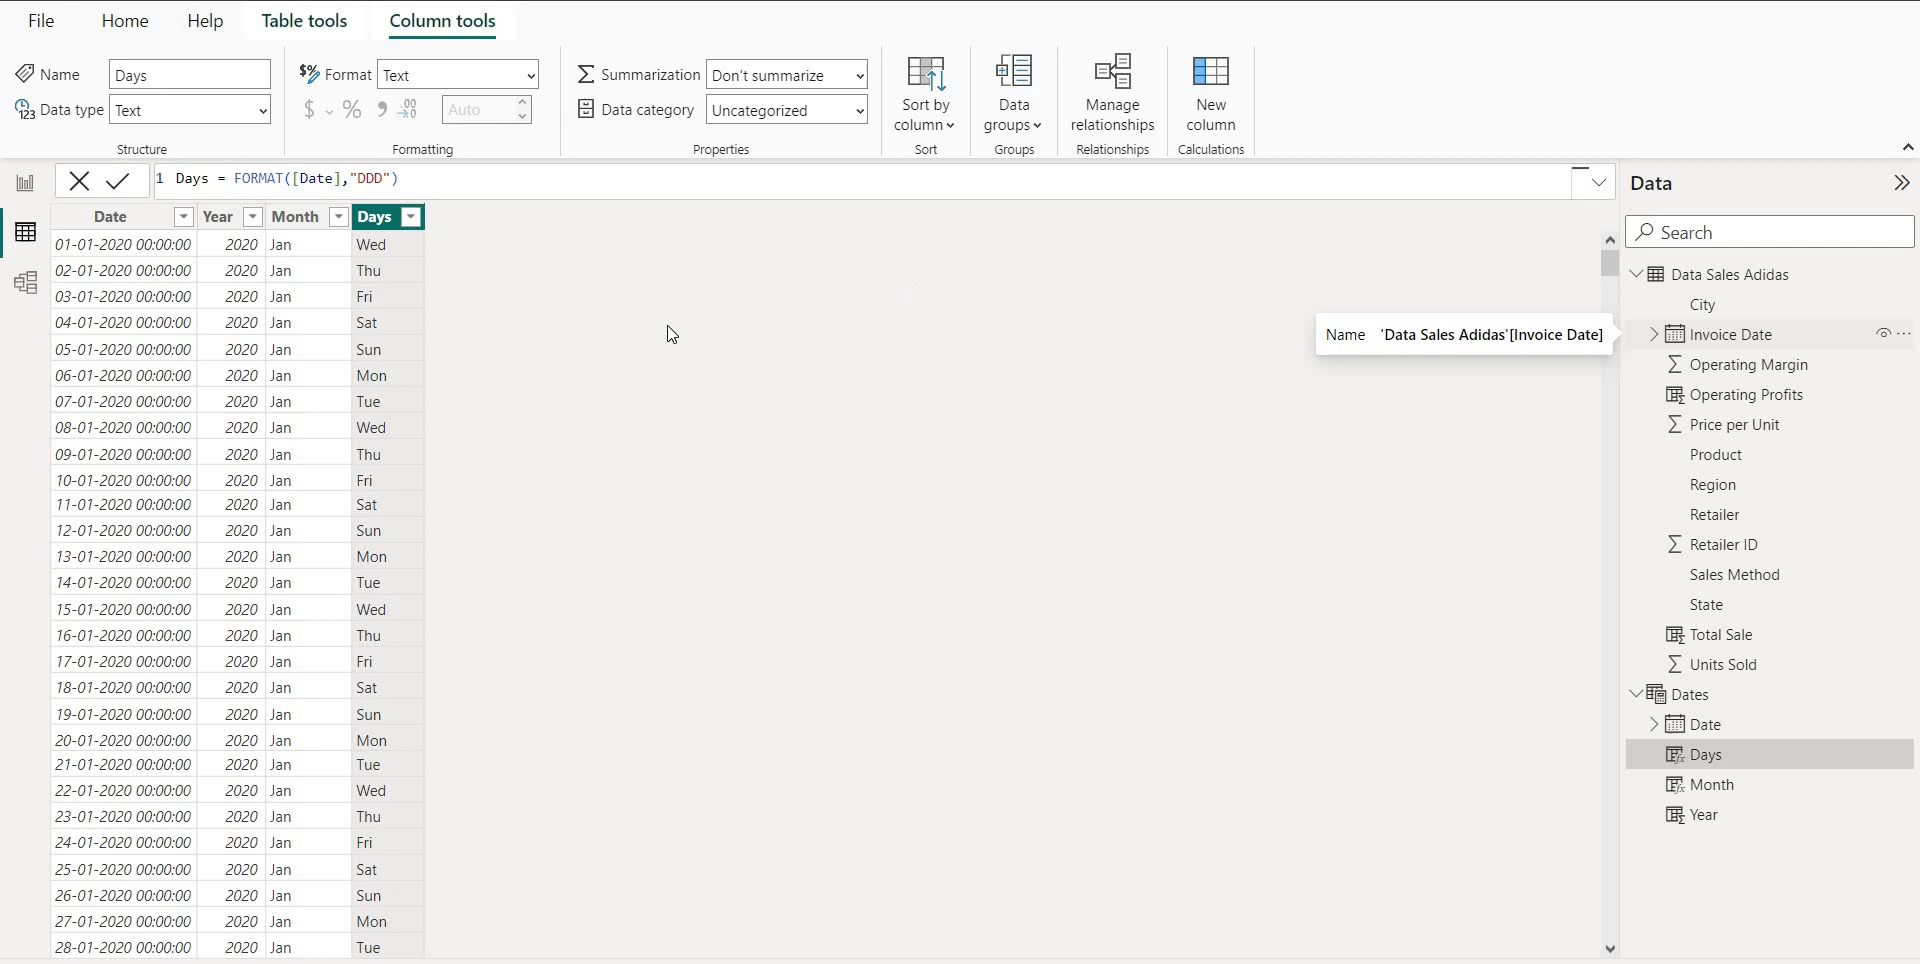 File Home Help Table tools Column tools
Name Days
Data type Text
Structure
$% Format Text
$ % , .00 Auto
Formatting
Summarization Don't summarize
Data category Uncategorized
Properties
Sort by
column
Sort
Data
groups
Groups
Manage
relationships
Relationships
New
column
Calculations
1 Days = FORMAT([Date],"DDD")
Date Year Month Days
01-01-2020 00:00:00 2020 Jan Wed
02-01-2020 00:00:00 2020 Jan Thu
03-01-2020 00:00:00 2020 Jan Fri
04-01-2020 00:00:00 2020 Jan Sat
05-01-2020 00:00:00 2020 Jan Sun
06-01-2020 00:00:00 2020 Jan Mon
07-01-2020 00:00:00 2020 Jan Tue
08-01-2020 00:00:00 2020 Jan Wed
09-01-2020 00:00:00 2020 Jan Thu
10-01-2020 00:00:00 2020 Jan Fri
11-01-2020 00:00:00 2020 Jan Sat
12-01-2020 00:00:00 2020 Jan Sun
13-01-2020 00:00:00 2020 Jan Mon
14-01-2020 00:00:00 2020 Jan Tue
15-01-2020 00:00:00 2020 Jan Wed
16-01-2020 00:00:00 2020 Jan Thu
17-01-2020 00:00:00 2020 Jan Fri
18-01-2020 00:00:00 2020 Jan Sat
19-01-2020 00:00:00 2020 Jan Sun
20-01-2020 00:00:00 2020 Jan Mon
21-01-2020 00:00:00 2020 Jan Tue
22-01-2020 00:00:00 2020 Jan Wed
23-01-2020 00:00:00 2020 Jan Thu
24-01-2020 00:00:00 2020 Jan Fri
25-01-2020 00:00:00 2020 Jan Sat
26-01-2020 00:00:00 2020 Jan Sun
27-01-2020 00:00:00 2020 Jan Mon
28-01-2020 00:00:00 2020 Jan Tue
Name 'Data Sales Adidas'[Invoice Date]
Data
Search
Data Sales Adidas
City
Invoice Date
Operating Margin
Operating Profits
Price per Unit
Product
Region
Retailer
Retailer ID
Sales Method
State
Total Sale
Units Sold
Dates
Date
Days
Month
Year